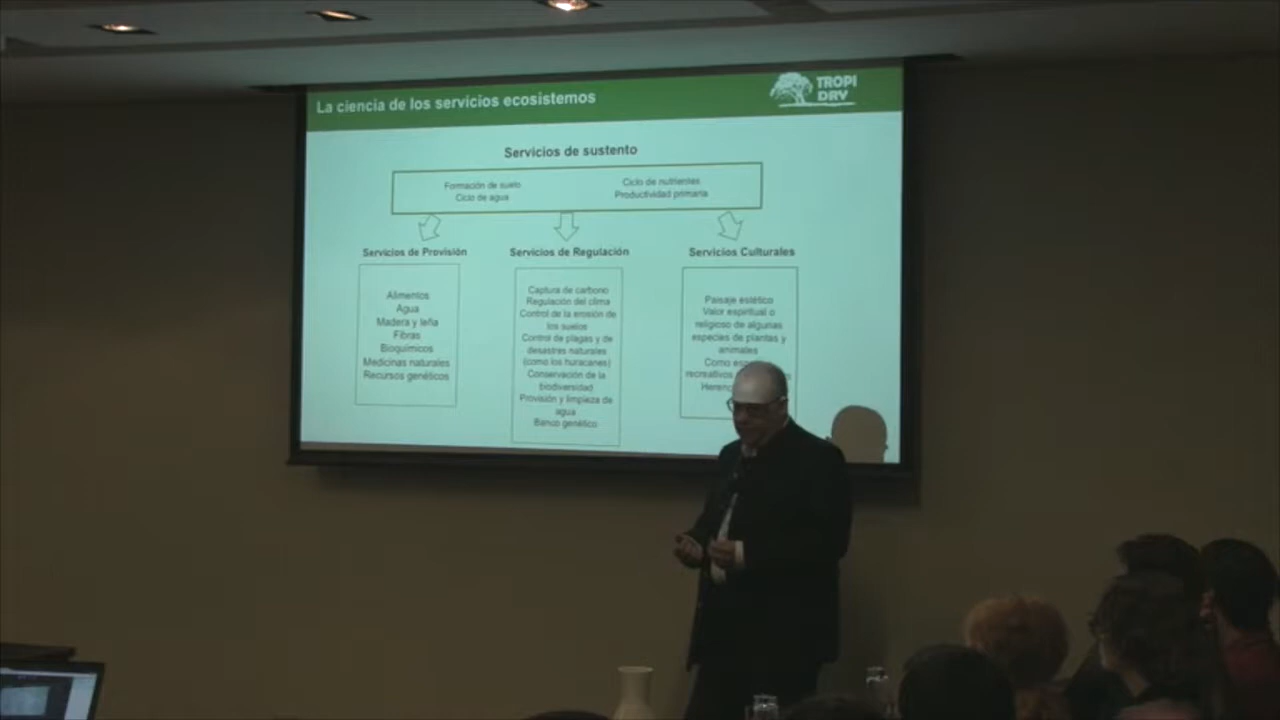 La ciencia de los servicios ecosistemos
TROPI
DRY
Servicios de sustento
Formación de suelo
Ciclo de agua
Ciclo de nutrientes
Productividad primaria
Servicios de Provisión
Alimentos
Agua
Madera y leña
Fibras
Bioquímicos
Medicinas naturales
Recursos genéticos
Servicios de Regulación
Captura de carbono
Regulación del clima
Control de la erosión de
los suelos
Control de plagas y de
desastres naturales
(como los huracanes)
Conservación de la
biodiversidad
Provisión y limpieza de
agua
Banco genético
Servicios Culturales
Paisaje estético
Valor espiritual o
religioso de algunas
especies de plantas y
animales
Como
recreativos